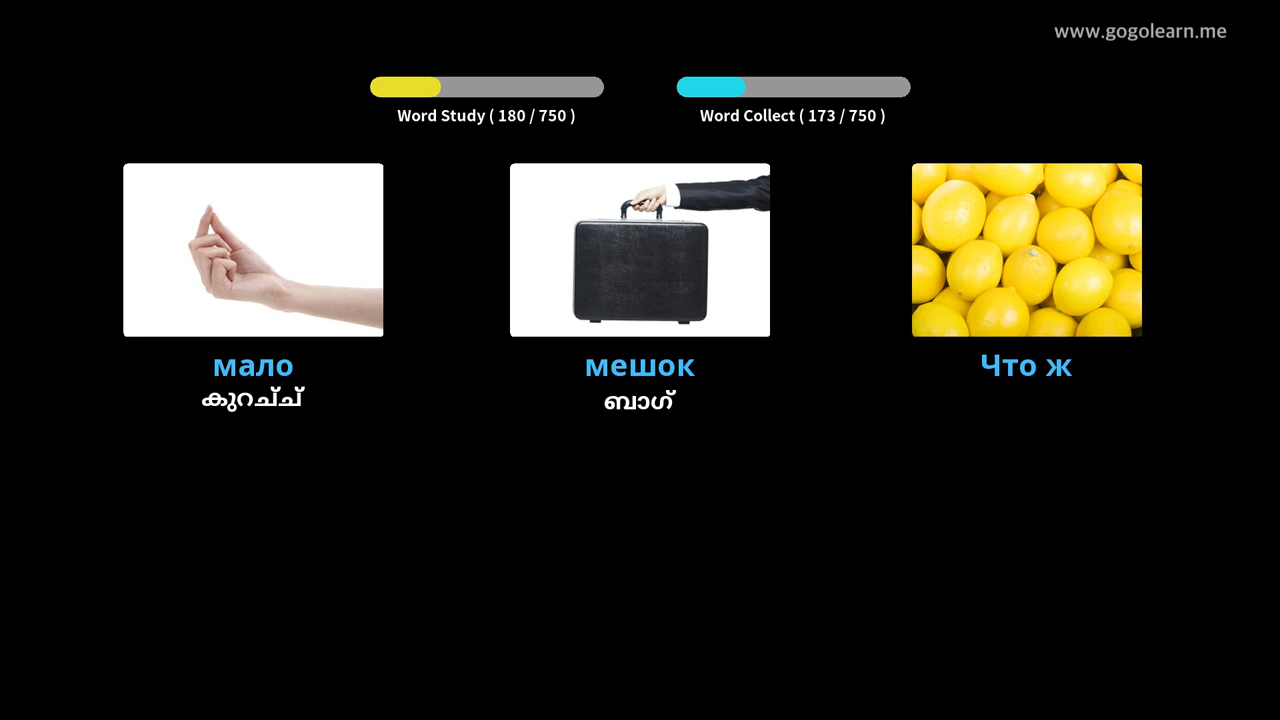 www.gogolearn.me
Word Study ( 180 / 750 )
Word Collect ( 173 / 750 )
мало
കുറച്ച്
мешок
ബാഗ്
Что ж